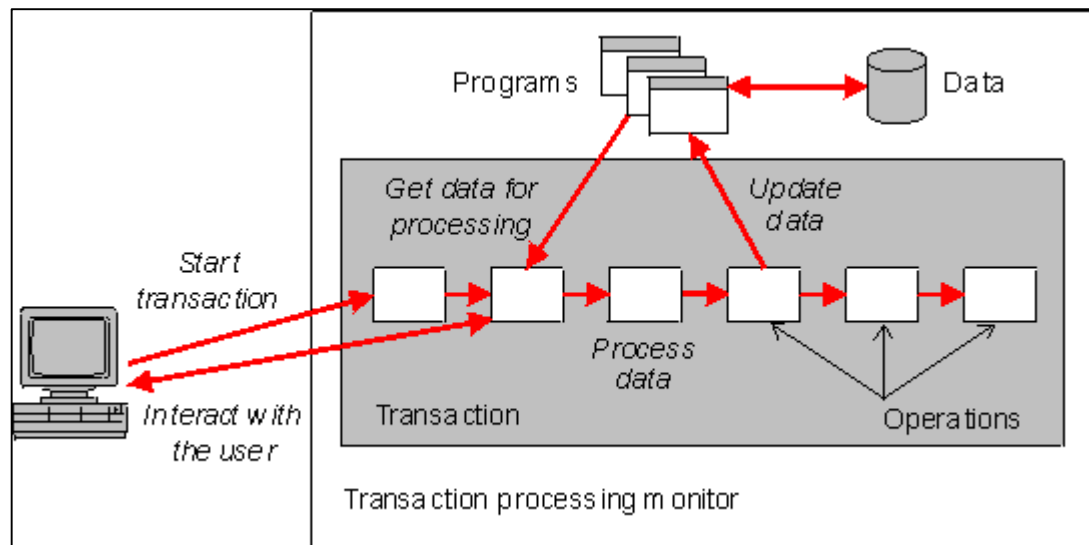 Programs
Data
Get data for
processing
Update
data
Start
transaction
Process
data
Interact with
the user
Transaction
Operations
Transaction processing monitor